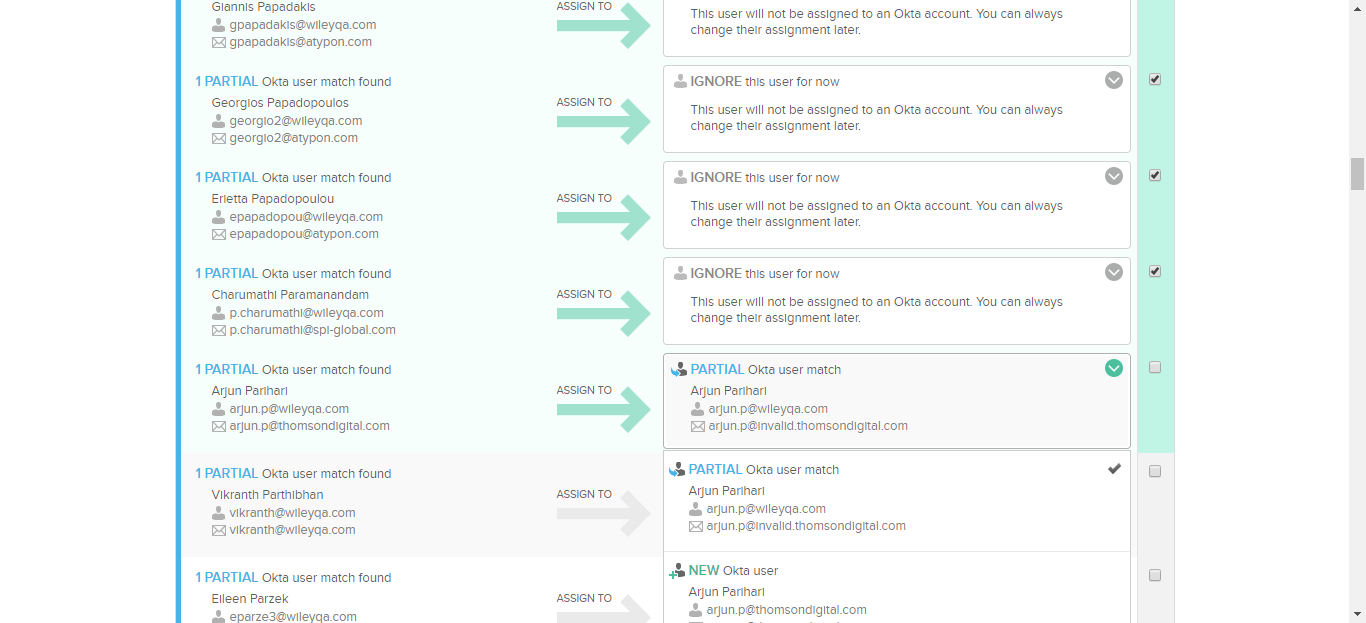 Giannis Papadakis
gpapadakis@wileyqa.com
gpapadakis@atypon.com
ASSIGN TO
This user will not be assigned to an Okta account. You can always
change their assignment later.
1 PARTIAL Okta user match found
Georgios Papadopoulos
georgio2@wileyqa.com
georgio2@atypon.com
ASSIGN TO
IGNORE this user for now
This user will not be assigned to an Okta account. You can always
change their assignment later.
1 PARTIAL Okta user match found
Erietta Papadopoulou
epapadopou@wileyqa.com
epapadopou@atypon.com
ASSIGN TO
IGNORE this user for now
This user will not be assigned to an Okta account. You can always
change their assignment later.
1 PARTIAL Okta user match found
Charumathi Paramanandam
p.charumathi@wileyqa.com
p.charumathi@spi-global.com
ASSIGN TO
IGNORE this user for now
This user will not be assigned to an Okta account. You can always
change their assignment later.
1 PARTIAL Okta user match found
Arjun Parihari
arjun.p@wileyqa.com
arjun.p@thomsondigital.com
ASSIGN TO
PARTIAL Okta user match
Arjun Parihari
arjun.p@wileyqa.com
arjun.p@invalid.thomsondigital.com
1 PARTIAL Okta user match found
Vikranth Parthibhan
vikranth@wileyqa.com
vikranth@wileyqa.com
ASSIGN TO
PARTIAL Okta user match
Arjun Parihari
arjun.p@wileyqa.com
arjun.p@invalid.thomsondigital.com
1 PARTIAL Okta user match found
Eileen Parzek
eparze3@wileyqa.com
ASSIGN TO
NEW Okta user
Arjun Parihari
arjun.p@thomsondigital.com